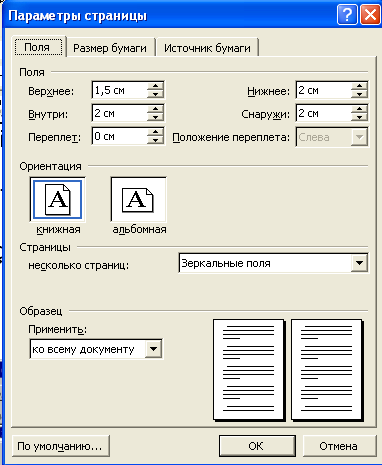 Параметры страницы
Поля Размер бумаги Источник бумаги
Поля
Верхнее: 1,5 см Нижнее: 2 см
Внутри: 2 см Снаружи: 2 см
Переплет: 0 см Положение переплета: Слева
Ориентация
A A
книжная альбомная
Страницы
несколько страниц: Зеркальные поля
Образец
Применить:
ко всему документу
По умолчанию... ОК Отмена